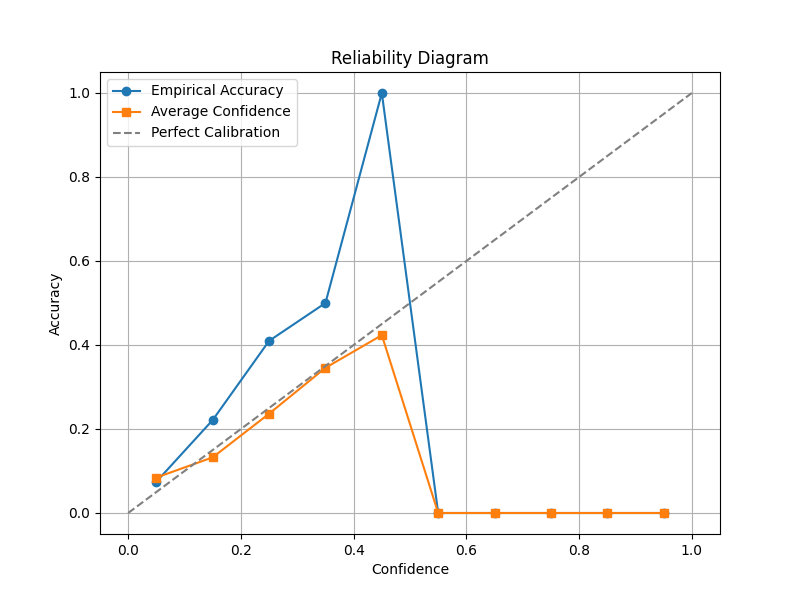 Reliability Diagram
Empirical Accuracy
Average Confidence
Perfect Calibration
1.0
0.8
0.6
0.4
0.2
0.0
Accuracy
0.0 0.2 0.4 0.6 0.8 1.0
Confidence